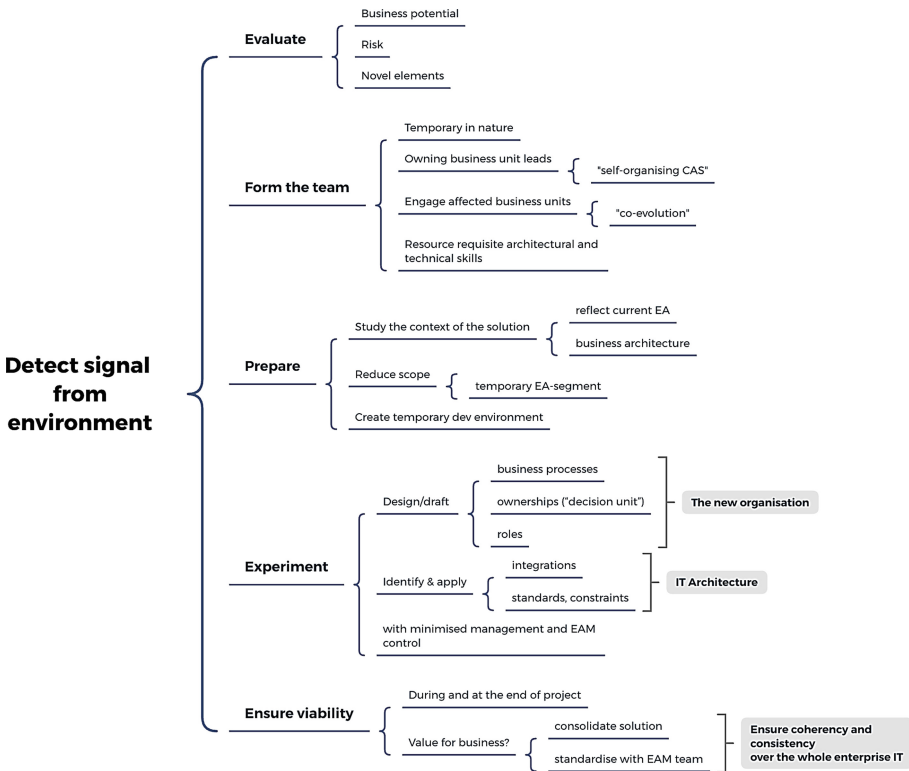 Detect signal
from
environment
Evaluate
Business potential
Risk
Novel elements
Form the team
Temporary in nature
Owning business unit leads
"self-organising CAS"
Engage affected business units
"co-evolution"
Resource requisite architectural and
technical skills
Prepare
Study the context of the solution
reflect current EA
business architecture
Reduce scope
temporary EA-segment
Create temporary dev environment
Experiment
Design/draft
business processes
ownerships ("decision unit")
roles
The new organisation
Identify & apply
integrations
standards, constraints
IT Architecture
with minimised management and EAM
control
Ensure viability
During and at the end of project
Value for business?
consolidate solution
standardise with EAM team
Ensure coherency and
consistency
over the whole enterprise IT